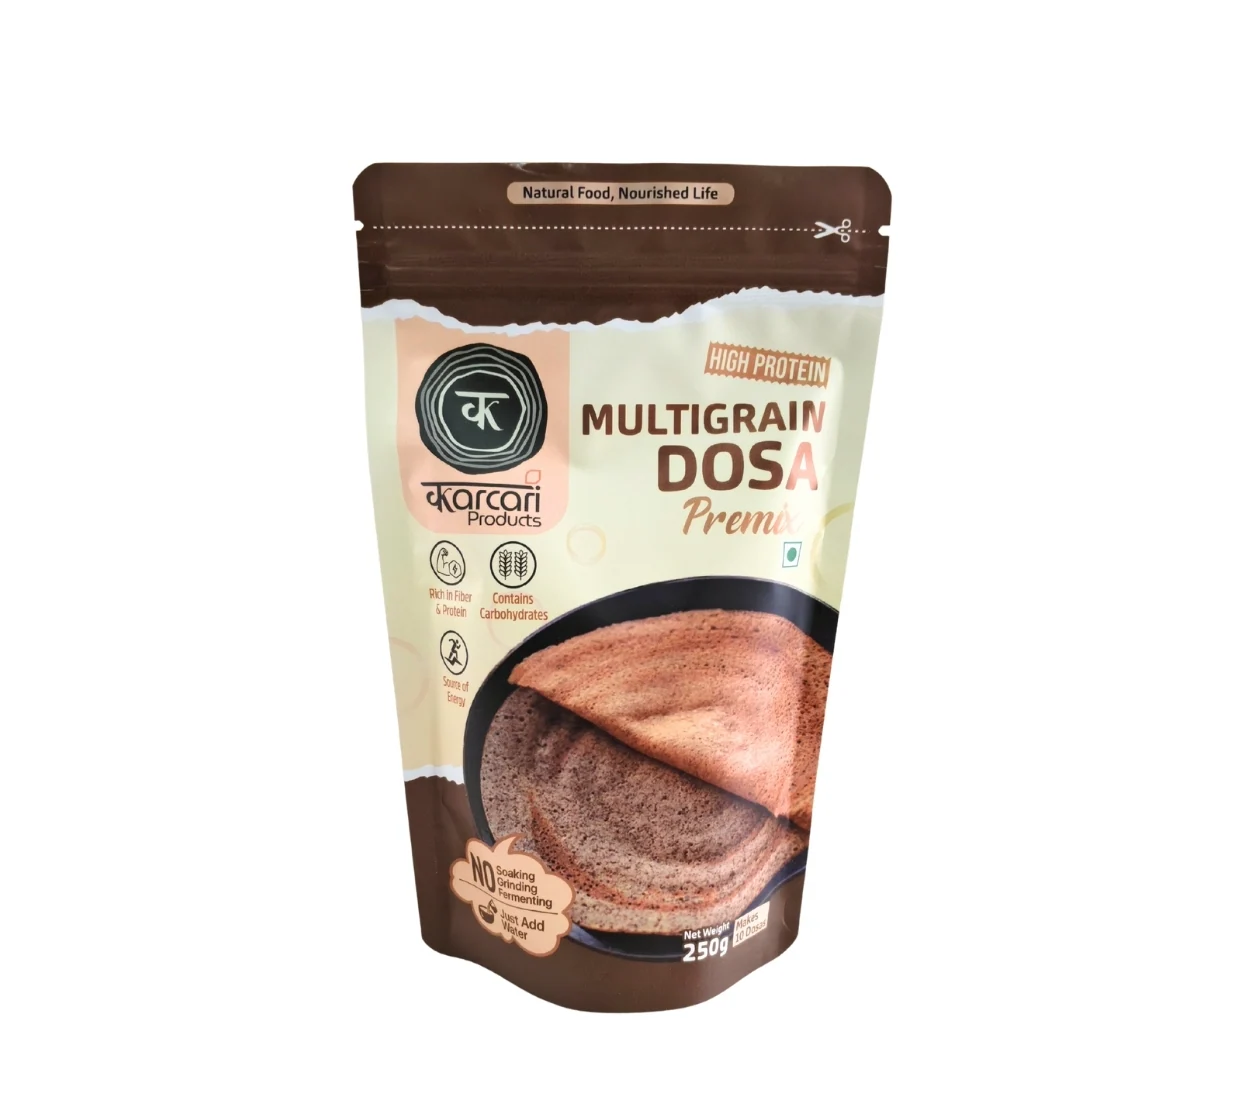 Natural Food, Nourished Life
HIGH PROTEIN
MULTIGRAIN
DOSA
Premix
क
कarcari
Products
Rich in Fiber
& Protein
Contains
Carbohydrates
Source of
Energy
NO Soaking
Grinding
Fermenting
Just Add
Water
Net Weight
250g
Makes
10 Dosas